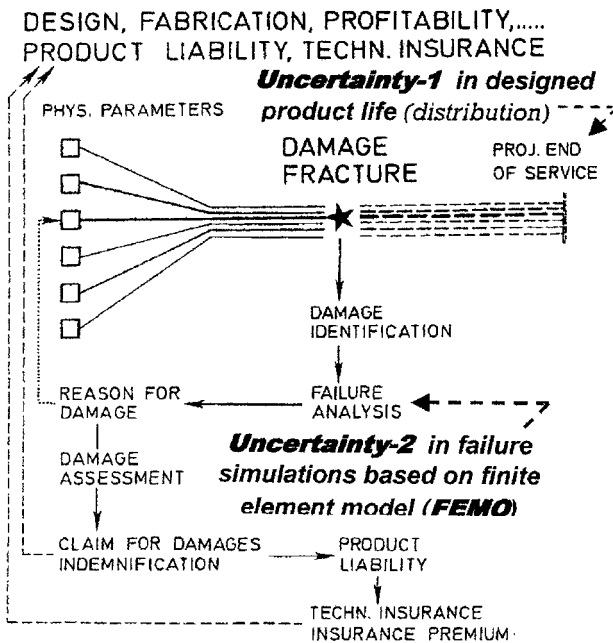 DESIGN, FABRICATION, PROFITABILITY,.....
PRODUCT LIABILITY, TECHN. INSURANCE
Uncertainty-1 in designed
product life (distribution)
PHYS. PARAMETERS
DAMAGE
FRACTURE
PROJ. END
OF SERVICE
DAMAGE
IDENTIFICATION
REASON FOR
DAMAGE
FAILURE
ANALYSIS
Uncertainty-2 in failure
simulations based on finite
element model (FEMO)
DAMAGE
ASSESSMENT
CLAIM FOR DAMAGES
INDEMNIFICATION
PRODUCT
LIABILITY
TECHN. INSURANCE
INSURANCE PREMIUM